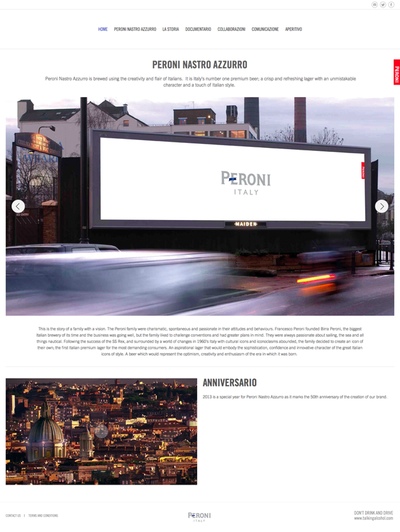 HOME PERONI NASTRO AZZURRO LA STORIA DOCUMENTARIO COLLABORAZIONI COMUNICAZIONE APERITIVO
PERONI NASTRO AZZURRO
Peroni Nastro Azzurro is brewed using the creativity and flair of Italians. It is Italy's number one premium beer; a crisp and refreshing lager with an unmistakable
character and a touch of Italian style.
PERONI
PERONI
ITALY
MAIDEN
This is the story of a family with a vision. The Peroni family were charismatic, spontaneous and passionate in their attitudes and behaviours. Francesco Peroni founded Birra Peroni, the biggest
Italian brewery of its time and the business was going well, but the family liked to challenge conventions and had greater plans in mind. They were always passionate about sailing, the sea and all
things nautical. Following the success of the SS Rex, and surrounded by a world of changes in 1960's Italy with cultural icons and iconoclasms abounded, the family decided to create an icon of
their own, the first Italian premium lager for the most demanding consumers. An aspirational lager that would embody the sophistication, confidence and innovative character of the great Italian
icons of style. A beer which would represent the optimism, creativity and enthusiasm of the era in which it was born.
ANNIVERSARIO
2013 is a special year for Peroni Nastro Azzurro as it marks the 50th anniversary of the creation of our brand.
CONTACT US | TERMS AND CONDITIONS
PERONI
ITALY
DON'T DRINK AND DRIVE
www.talkingalcohol.com